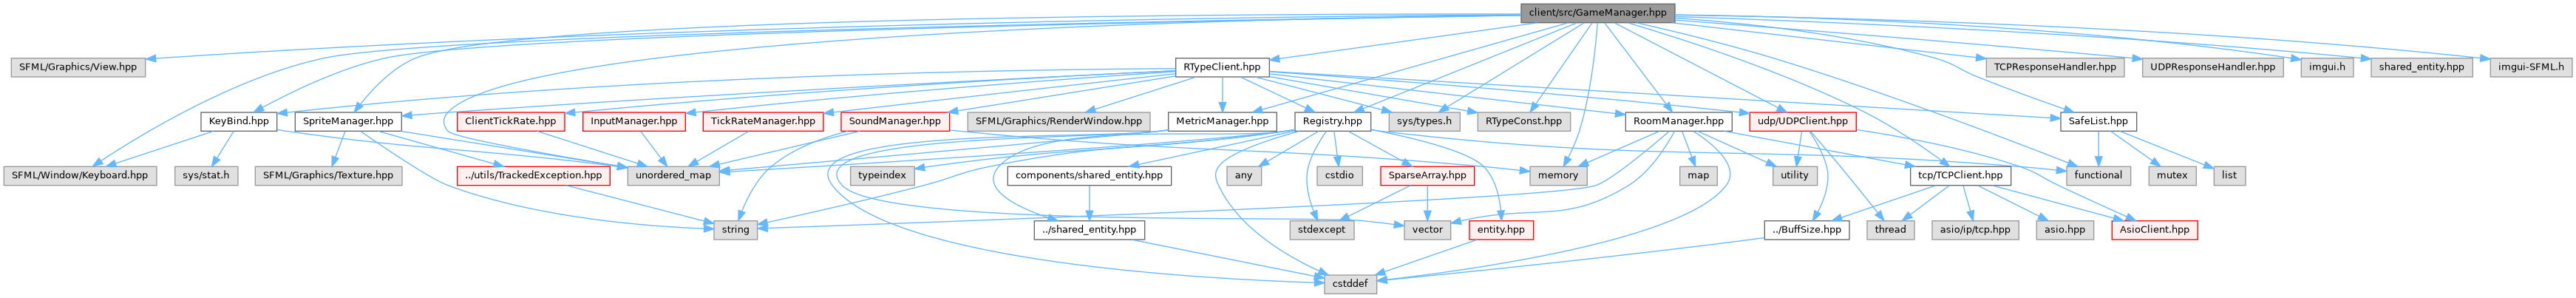 client/src/GameManager.hpp
SFML/Graphics/View.hpp
RTypeClient.hpp
TCPResponseHandler.hpp
UDPResponseHandler.hpp
imgui.h
shared_entity.hpp
imgui-SFML.h
KeyBind.hpp
SpriteManager.hpp
ClientTickRate.hpp
InputManager.hpp
TickRateManager.hpp
SoundManager.hpp
SFML/Graphics/RenderWindow.hpp
MetricManager.hpp
Registry.hpp
sys/types.h
RTypeConst.hpp
RoomManager.hpp
udp/UDPClient.hpp
SafeList.hpp
SFML/Window/Keyboard.hpp
sys/stat.h
SFML/Graphics/Texture.hpp
../utils/TrackedException.hpp
unordered_map
typeindex
components/shared_entity.hpp
any
cstdio
SparseArray.hpp
memory
map
utility
tcp/TCPClient.hpp
functional
mutex
list
string
../shared_entity.hpp
stdexcept
vector
entity.hpp
../BuffSize.hpp
thread
asio/ip/tcp.hpp
asio.hpp
AsioClient.hpp
cstddef